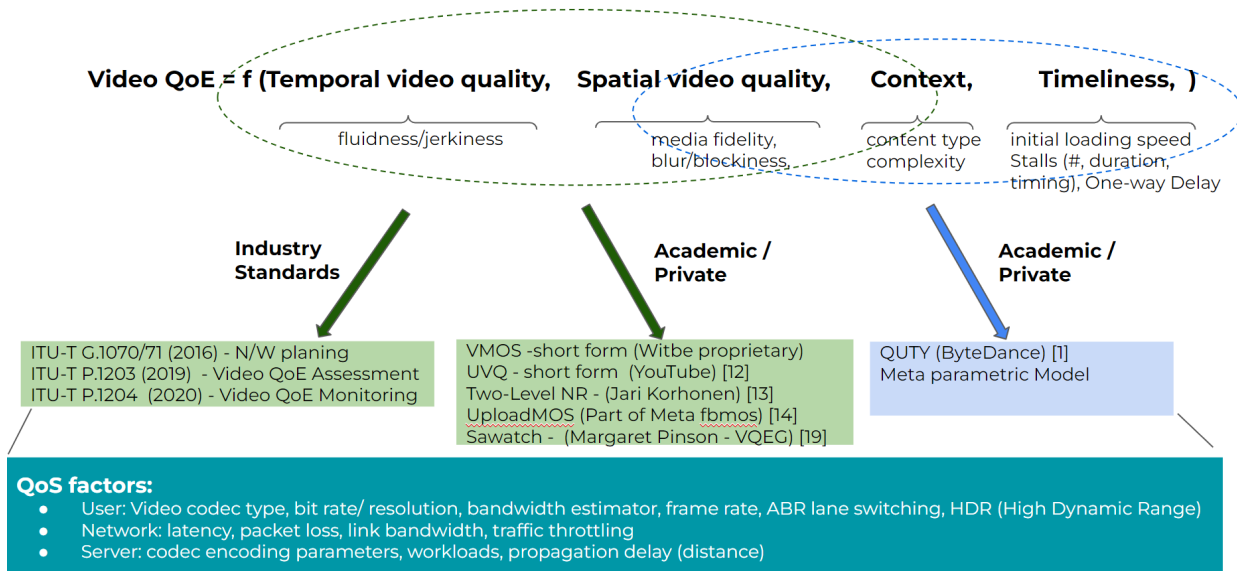 Video QoE = f (Temporal video quality, Spatial video quality, Context, Timeliness, )
fluidness/jerkiness
media fidelity,
blur/blockiness,
content type
complexity
initial loading speed
Stalls (#, duration,
timing), One-way Delay
Industry
Standards
Academic /
Private
Academic /
Private
ITU-T G.1070/71 (2016) - N/W planing
ITU-T P.1203 (2019) - Video QoE Assessment
ITU-T P.1204 (2020) - Video QoE Monitoring
VMOS -short form (Witbe proprietary)
UVQ - short form (YouTube) [12]
Two-Level NR - (Jari Korhonen) [13]
UploadMOS (Part of Meta fbmos) [14]
Sawatch - (Margaret Pinson - VQEG) [19]
QUTY (ByteDance) [1]
Meta parametric Model
QoS factors:
● User: Video codec type, bit rate/ resolution, bandwidth estimator, frame rate, ABR lane switching, HDR (High Dynamic Range)
● Network: latency, packet loss, link bandwidth, traffic throttling
● Server: codec encoding parameters, workloads, propagation delay (distance)